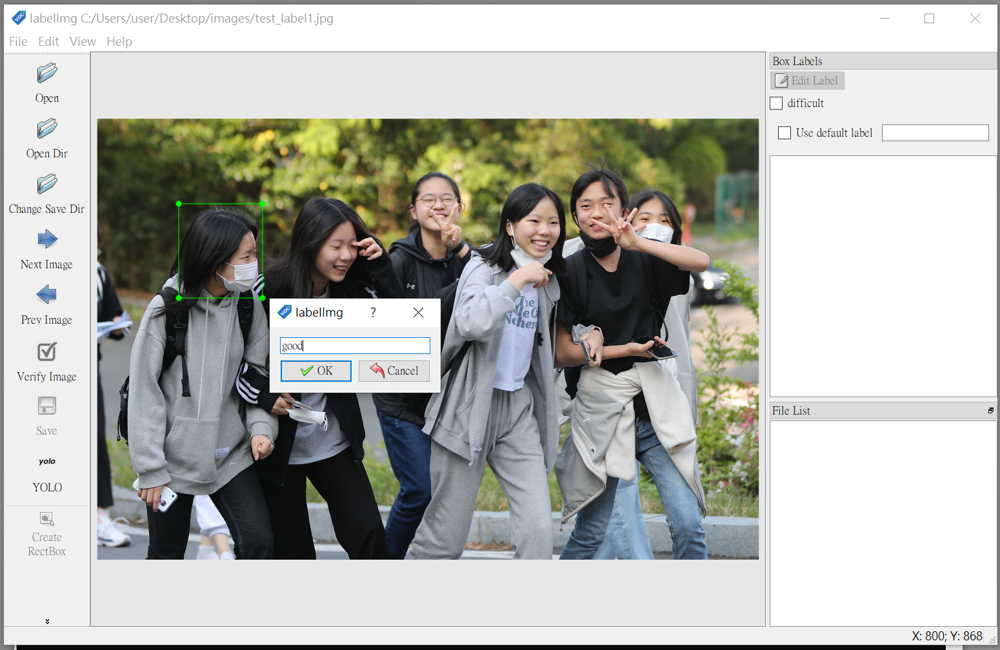 labelImg C:/Users/user/Desktop/images/test_label1.jpg
File Edit View Help
Open
Open Dir
Change Save Dir
Next Image
Prev Image
Verify Image
Save
yolo
YOLO
Create
RectBox
VOC
labelImg ?
good
OK Cancel
The
Nowhere
Box Labels
Edit Label
difficult
Use default label
File List
X: 800; Y: 868